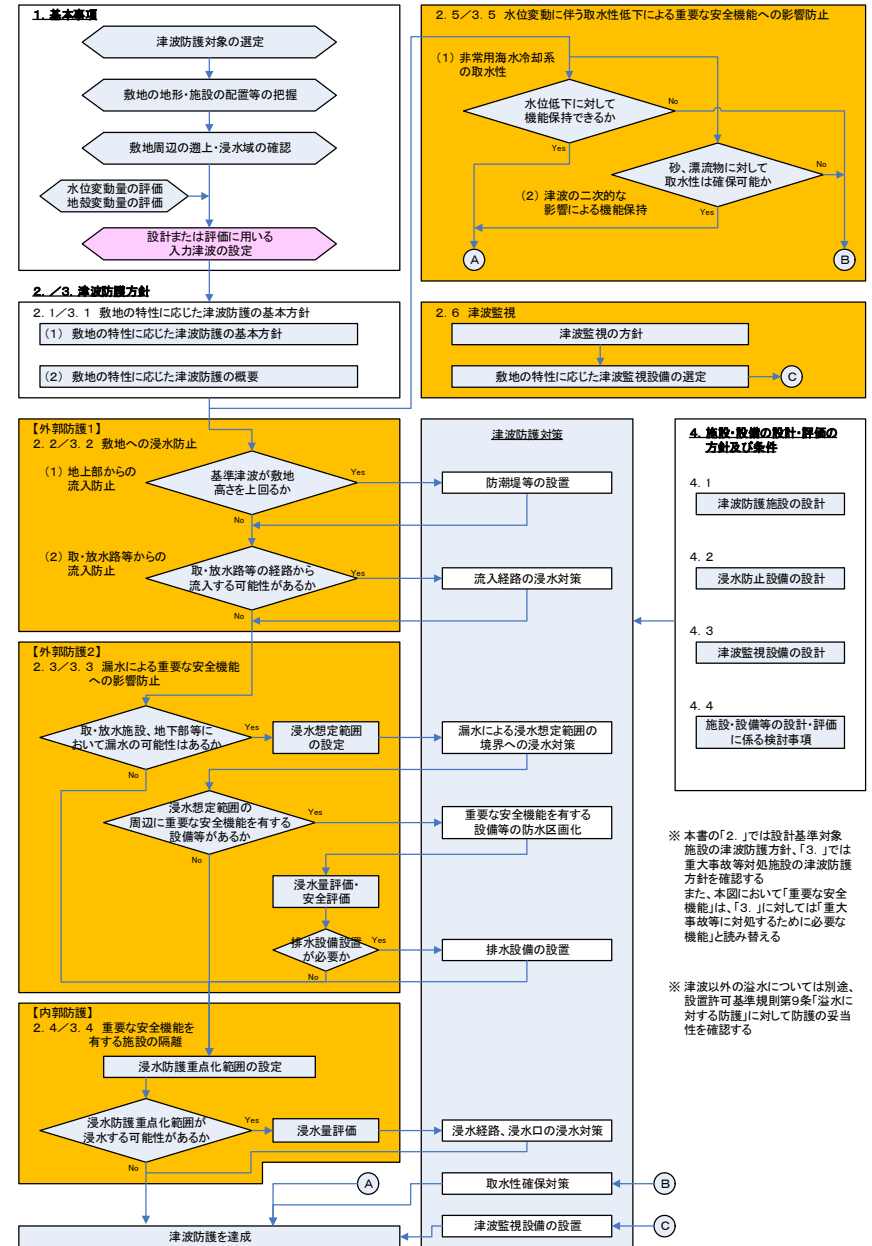 1. 基本事項
津波防護対象の選定
敷地の地形・施設の配置等の把握
敷地周辺の遡上・浸水域の確認
水位変動量の評価
地殻変動量の評価
設計または評価に用いる
入力津波の設定
2. /3. 津波防護方針
2. 1/3. 1 敷地の特性に応じた津波防護の基本方針
(1) 敷地の特性に応じた津波防護の基本方針
(2) 敷地の特性に応じた津波防護の概要
2. 5/3. 5 水位変動に伴う取水性低下による重要な安全機能への影響防止
(1) 非常用海水冷却系
の取水性
水位低下に対して
機能保持できるか
No
Yes
砂、漂流物に対して
取水性は確保可能か
No
(2) 津波の二次的な
影響による機能保持
Yes
A
B
2. 6 津波監視
津波監視の方針
敷地の特性に応じた津波監視設備の選定
C
【外郭防護1】
2. 2/3. 2 敷地への浸水防止
(1) 地上部からの
流入防止
基準津波が敷地
高さを上回るか
Yes
No
(2) 取・放水路等からの
流入防止
取・放水路等の経路から
流入する可能性があるか
Yes
No
津波防護対策
防潮堤等の設置
流入経路の浸水対策
4. 施設・設備の設計・評価の
方針及び条件
4. 1
津波防護施設の設計
4. 2
浸水防止設備の設計
4. 3
津波監視設備の設計
4. 4
施設・設備等の設計・評価
に係る検討事項
【外郭防護2】
2. 3/3. 3 漏水による重要な安全機能
への影響防止
取・放水施設、地下部等に
おいて漏水の可能性はあるか
Yes
No
浸水想定範囲
の設定
漏水による浸水想定範囲の
境界への浸水対策
浸水想定範囲の
周辺に重要な安全機能を有する
設備等があるか
Yes
No
重要な安全機能を有する
設備等の防水区画化
浸水量評価・
安全評価
排水設備設置
が必要か
Yes
No
排水設備の設置
※ 本書の「2. 」では設計基準対象
施設の津波防護方針、「3. 」では
重大事故等対処施設の津波防護
方針を確認する
また、本図において「重要な安全
機能」は、「3. 」に対しては「重大
事故等に対処するために必要な
機能」と読み替える
※ 津波以外の溢水については別途、
設置許可基準規則第9条「溢水に
対する防護」に対して防護の妥当
性を確認する
【内郭防護】
2. 4/3. 4 重要な安全機能を
有する施設の隔離
浸水防護重点化範囲の設定
浸水防護重点化範囲が
浸水する可能性があるか
Yes
No
浸水量評価
浸水経路、浸水口の浸水対策
A
取水性確保対策
B
津波防護を達成
津波監視設備の設置
C